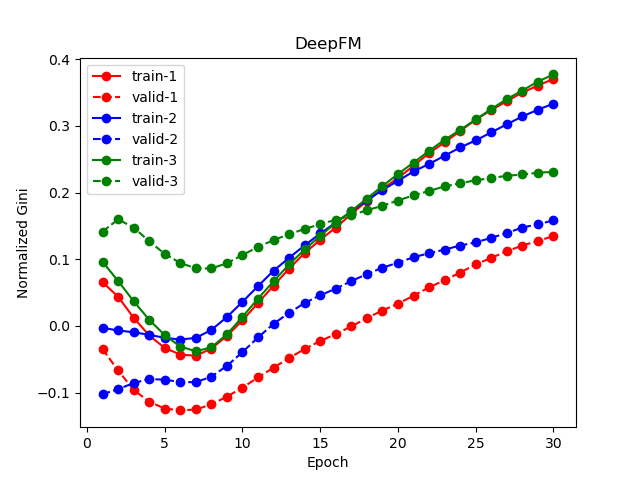 DeepFM
0.4
0.3
0.2
0.1
0.0
−0.1
Normalized Gini
train-1
valid-1
train-2
valid-2
train-3
valid-3
0 5 10 15 20 25 30
Epoch